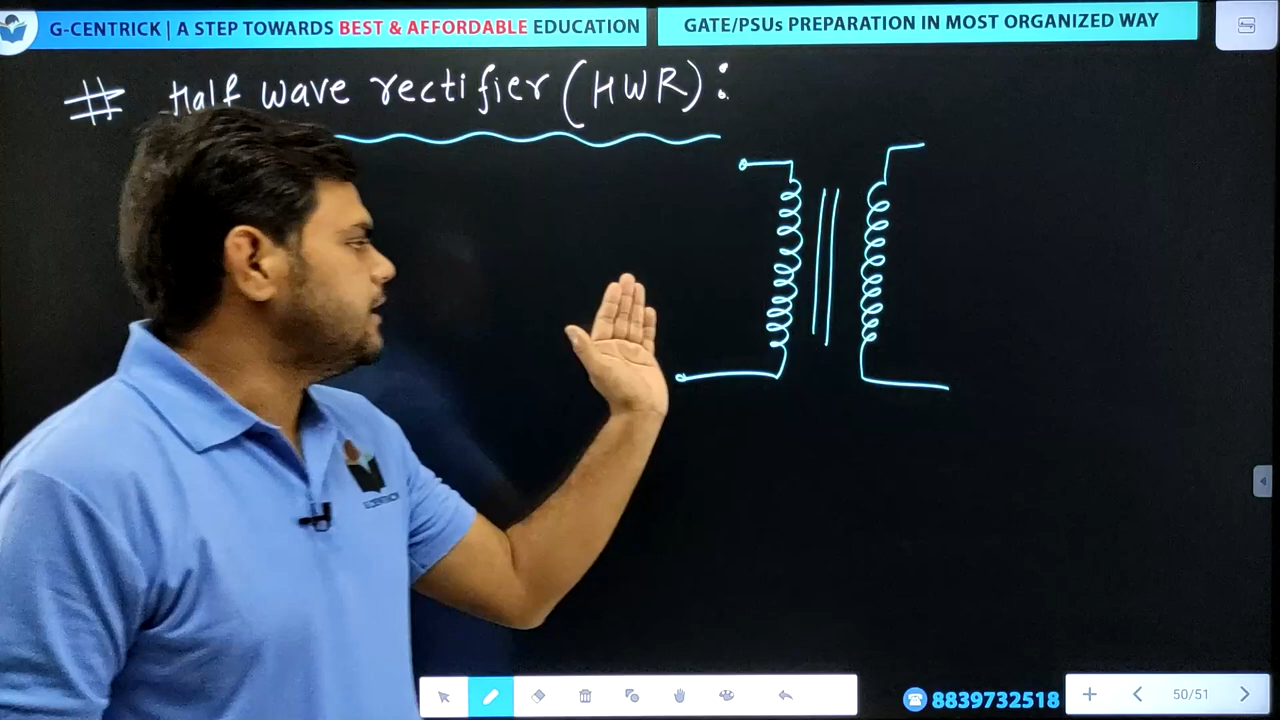 G-CENTRICK | A STEP TOWARDS BEST & AFFORDABLE EDUCATION
GATE/PSUs PREPARATION IN MOST ORGANIZED WAY
# Half wave rectifier (HWR):
G-CENTRICK
8839732518
50/51